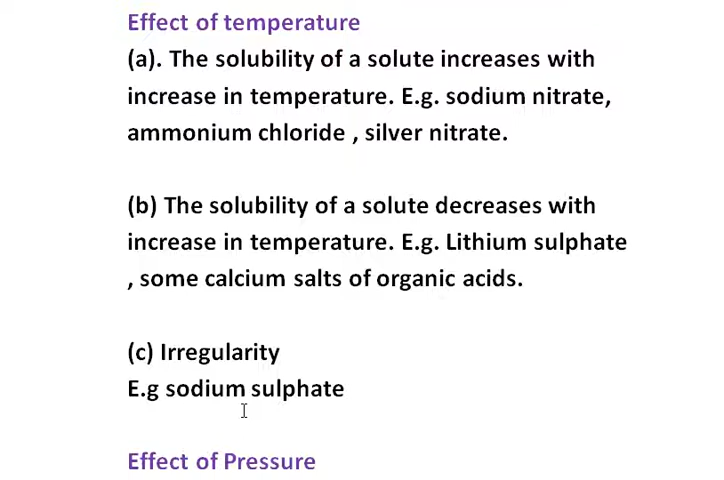 Effect of temperature
(a). The solubility of a solute increases with
increase in temperature. E.g. sodium nitrate,
ammonium chloride , silver nitrate.
(b) The solubility of a solute decreases with
increase in temperature. E.g. Lithium sulphate
, some calcium salts of organic acids.
(c) Irregularity
E.g sodium sulphate
Effect of Pressure